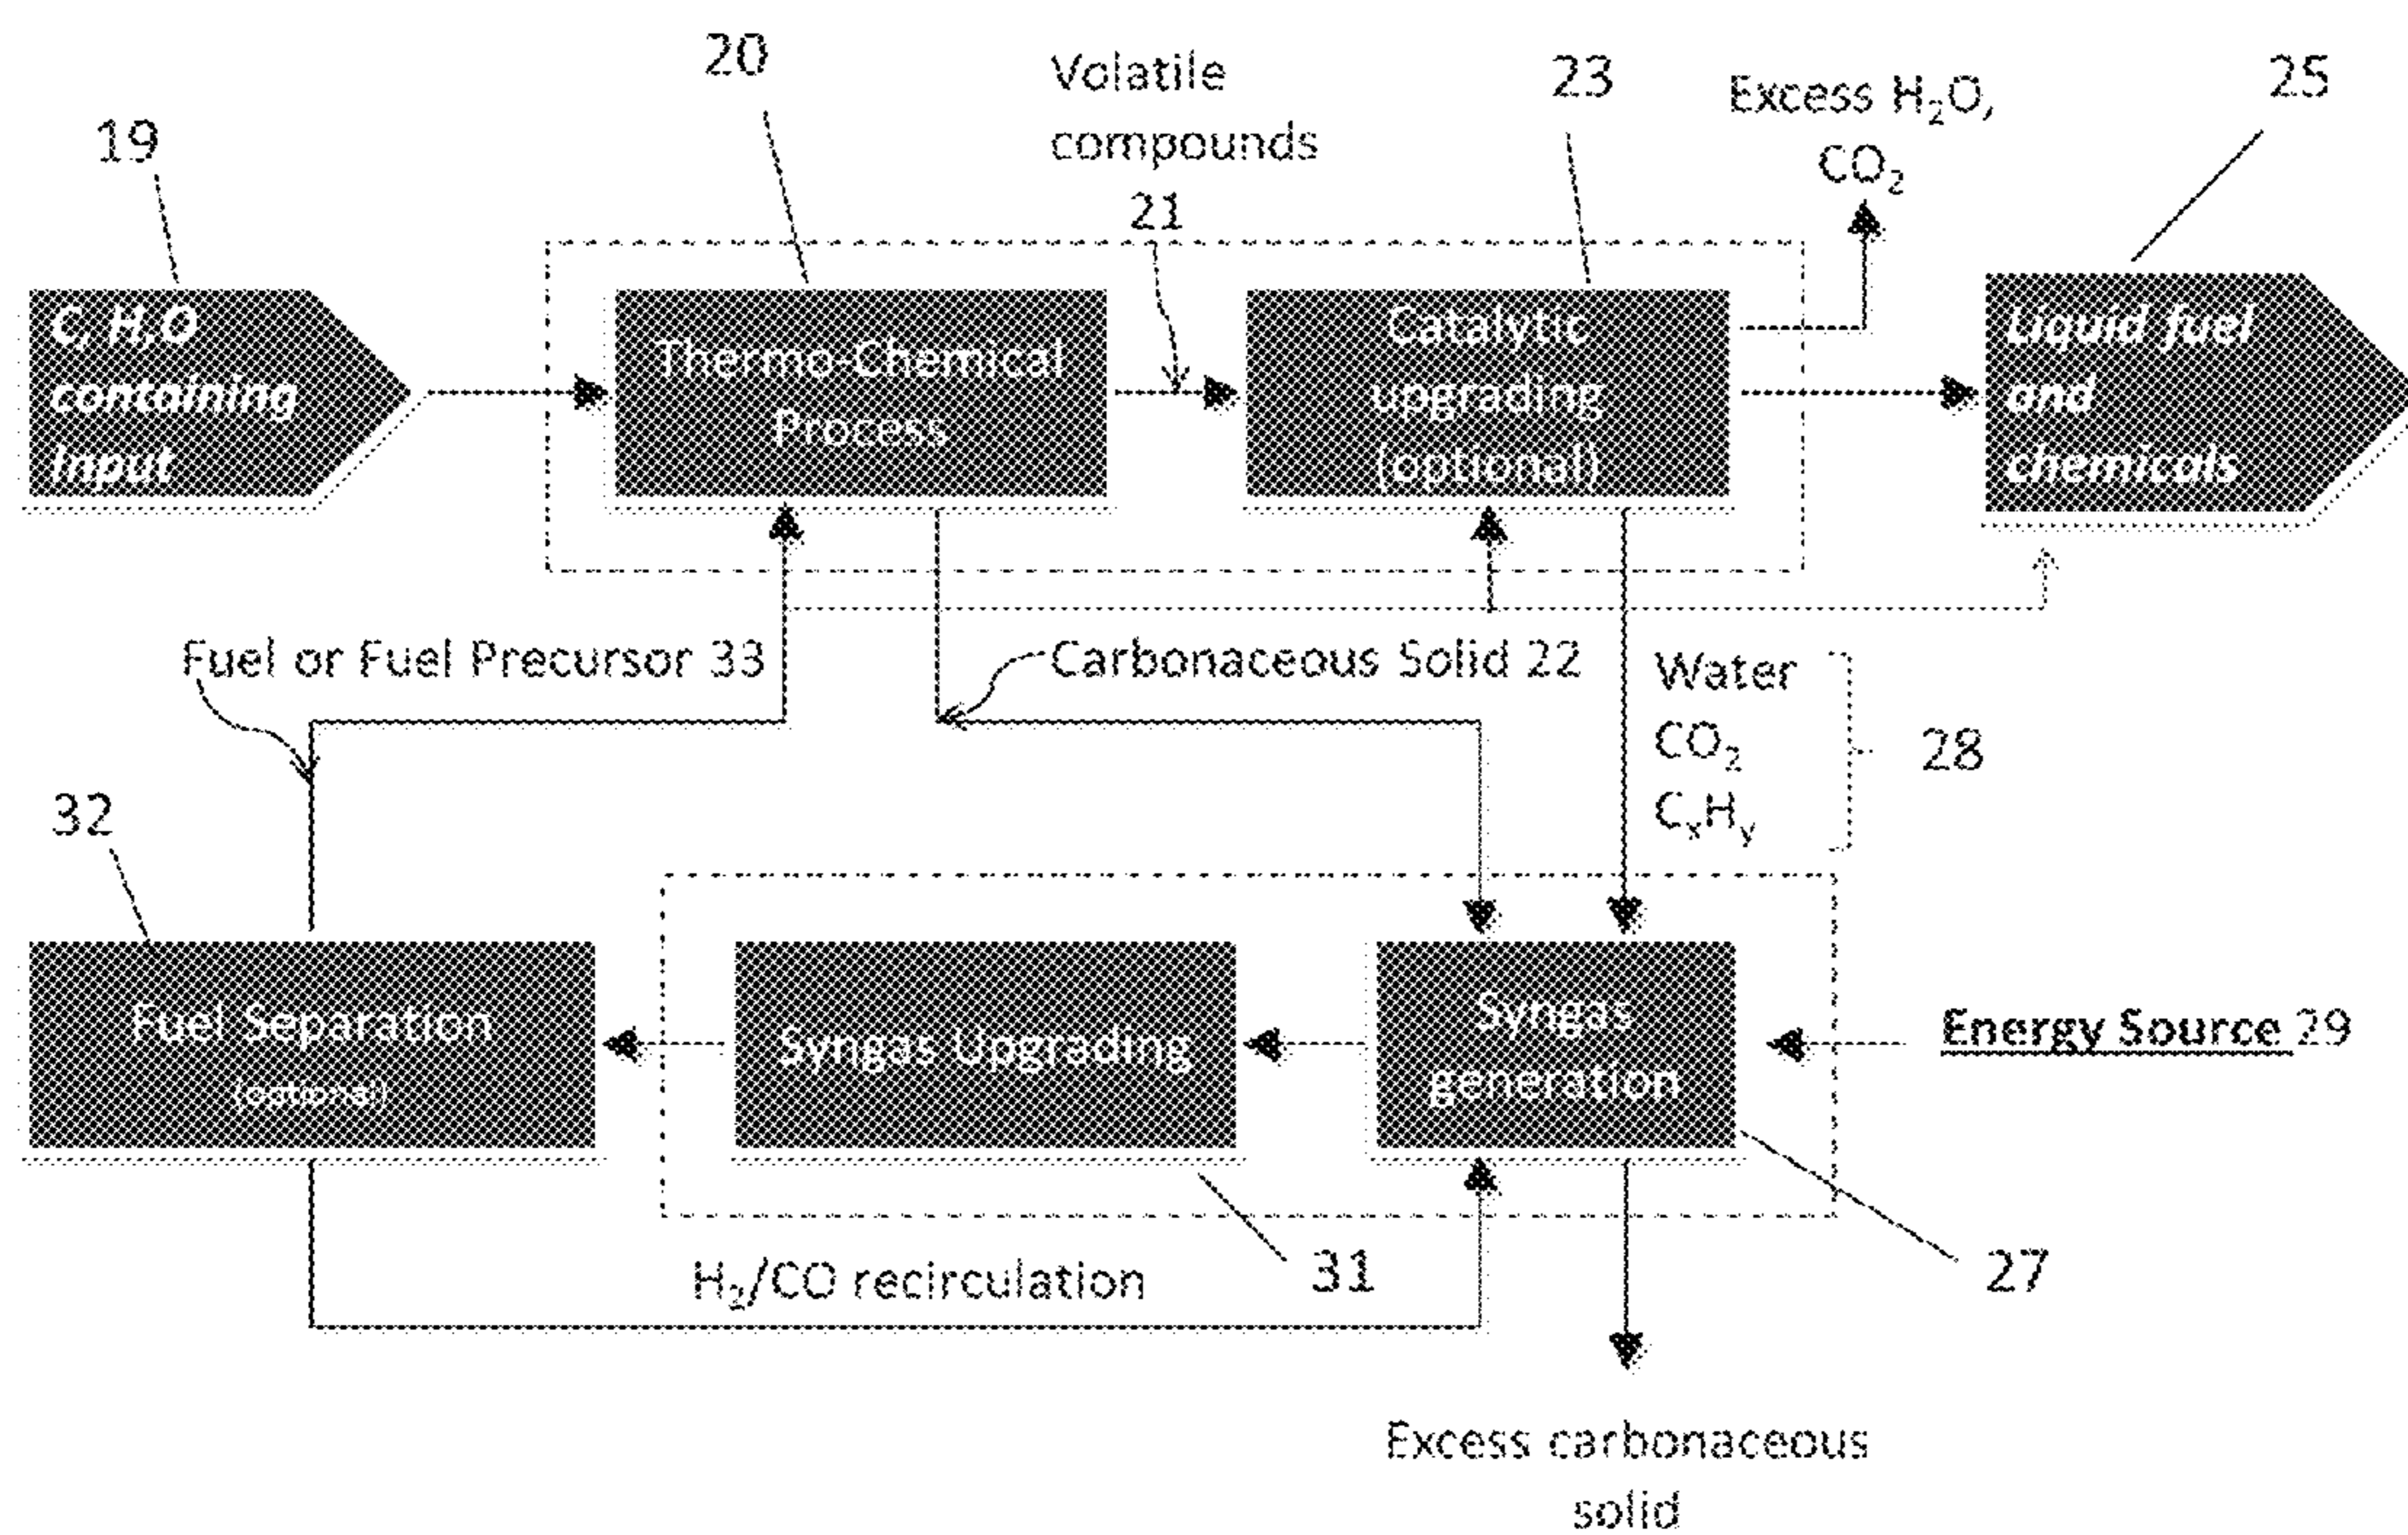 19
20
Volatile
compounds
21
23
Excess H₂O,
CO₂
25
C, H, O
containing
Input
Thermo-Chemical
Process
Catalytic
upgrading
(optional)
Liquid fuel
and
chemicals
Fuel or Fuel Precursor 33
Carbonaceous Solid 22
Water
CO₂
CₓHᵧ
28
32
Fuel Separation
(optional)
Syngas Upgrading
Syngas
generation
Energy Source 29
H₂/CO recirculation
31
27
Excess carbonaceous
solid